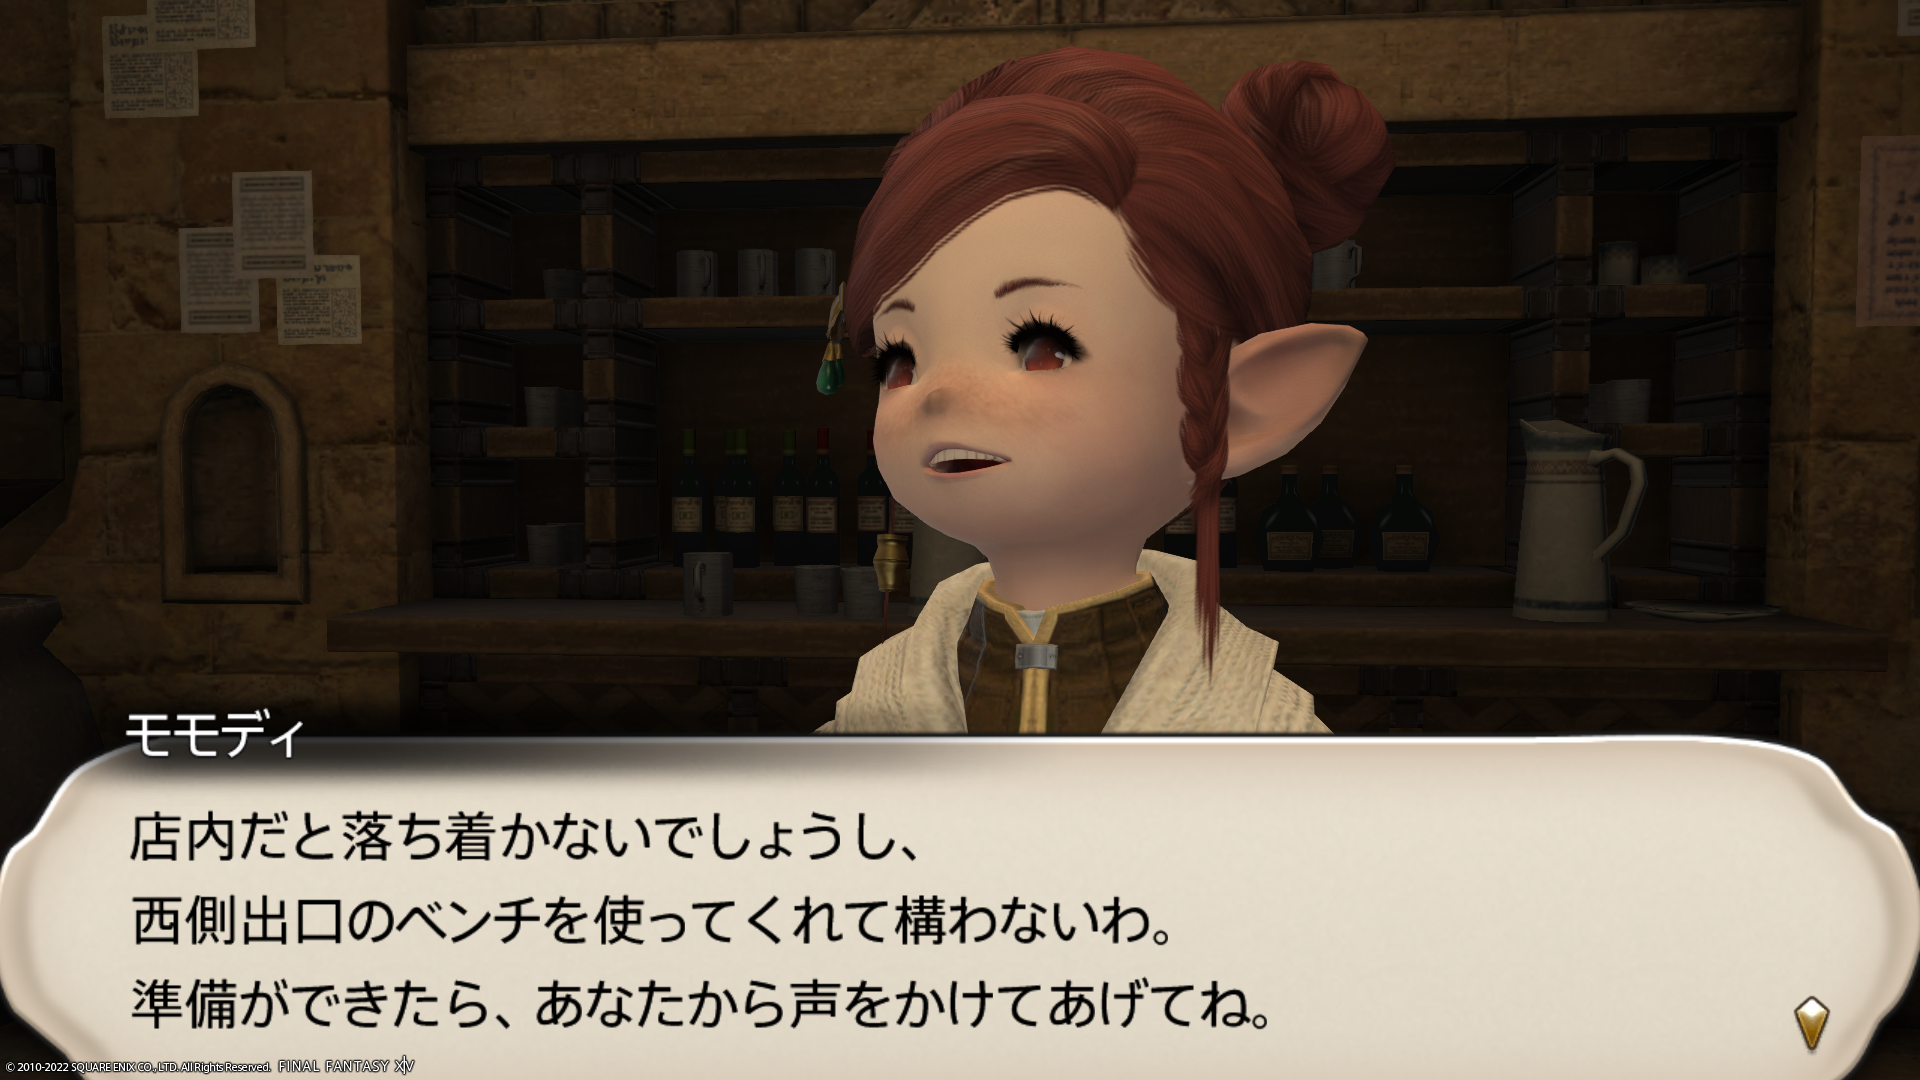 モモディ
店内だと落ち着かないでしょうし、
西側出口のベンチを使ってくれて構わないわ。
準備ができたら、あなたから声をかけてあげてね。
© 2010-2022 SQUARE ENIX CO., LTD. All Rights Reserved. FINAL FANTASY XIV